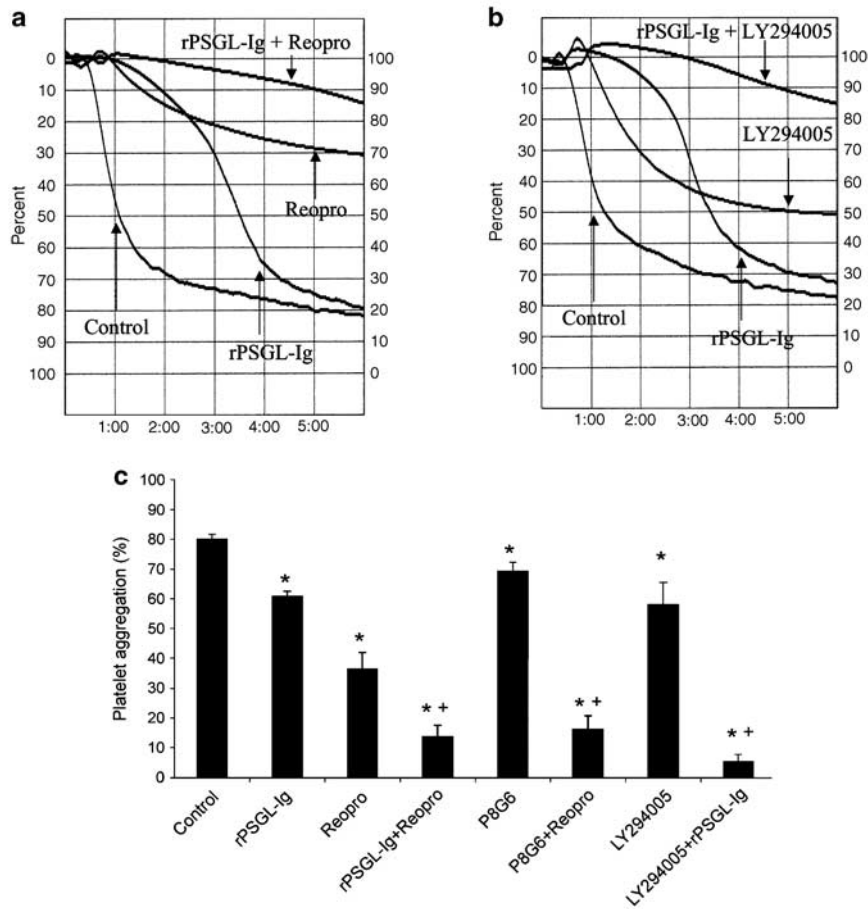 a
rPSGL-Ig + Reopro
0
10
20
30
40
50
60
70
80
90
100
Percent
100
90
80
70
60
50
40
30
20
10
0
Reopro
Control
rPSGL-Ig
1:00 2:00 3:00 4:00 5:00
b
rPSGL-Ig + LY294005
0
10
20
30
40
50
60
70
80
90
100
Percent
100
90
80
70
60
50
40
30
20
10
0
LY294005
Control
rPSGL-Ig
1:00 2:00 3:00 4:00 5:00
c
100
90
80
70
60
50
40
30
20
10
0
Platelet aggregation (%)
*
*
* +
*
* +
*
* +
Control
rPSGL-Ig
Reopro
rPSGL-Ig+Reopro
P8G6
P8G6+Reopro
LY294005
LY294005+rPSGL-Ig